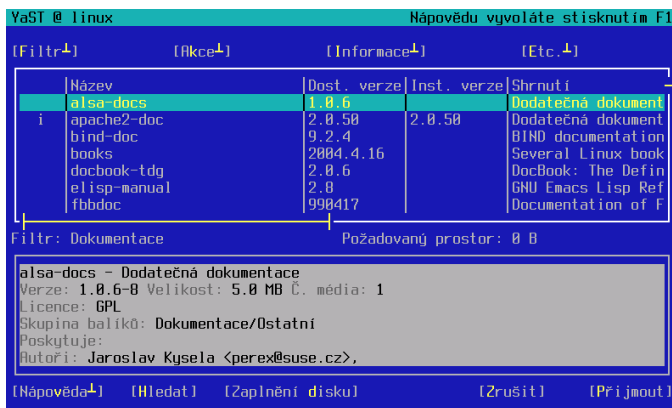 YaST @ linux Nápovědu vyvoláte stisknutím F1
[Filtr┴] [Akce┴] [Informace┴] [Etc.┴]
|Název |Dost. verze|Inst. verze|Shrnutí
|alsa-docs |1.0.6 | |Dodatečná dokument
i |apache2-doc |2.0.50 |2.0.50 |Dodatečná dokument
|bind-doc |9.2.4 | |BIND documentation
|books |2004.4.16 | |Several Linux book
|docbook-tdg |2.0.6 | |DocBook: The Defin
|elisp-manual |2.8 | |GNU Emacs Lisp Ref
|fbbdoc |990417 | |Documentation of F
Filtr: Dokumentace Požadovaný prostor: 0 B
alsa-docs - Dodatečná dokumentace
Verze: 1.0.6-8 Velikost: 5.0 MB Č. média: 1
Licence: GPL
Skupina balíků: Dokumentace/Ostatní
Poskytuje:
Autoři: Jaroslav Kysela <perex@suse.cz>,
[Nápověda┴] [Hledat] [Zaplnění disku] [Zrušit] [Přijmout]